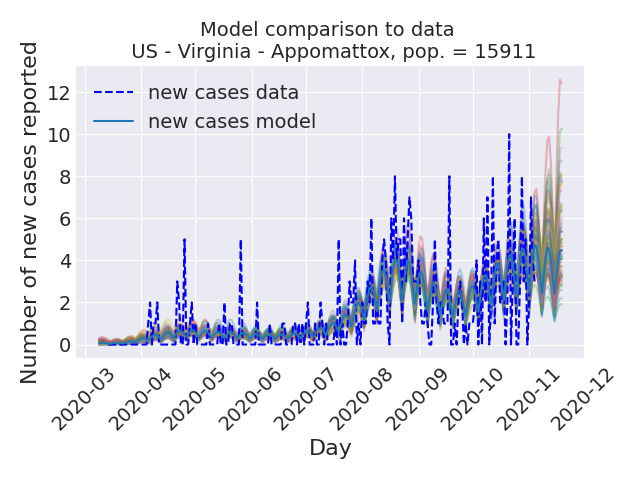 Model comparison to data
US - Virginia - Appomattox, pop. = 15911
Number of new cases reported
12
10
8
6
4
2
0
new cases data
new cases model
2020-03
2020-04
2020-05
2020-06
2020-07
2020-08
2020-09
2020-10
2020-11
2020-12
Day